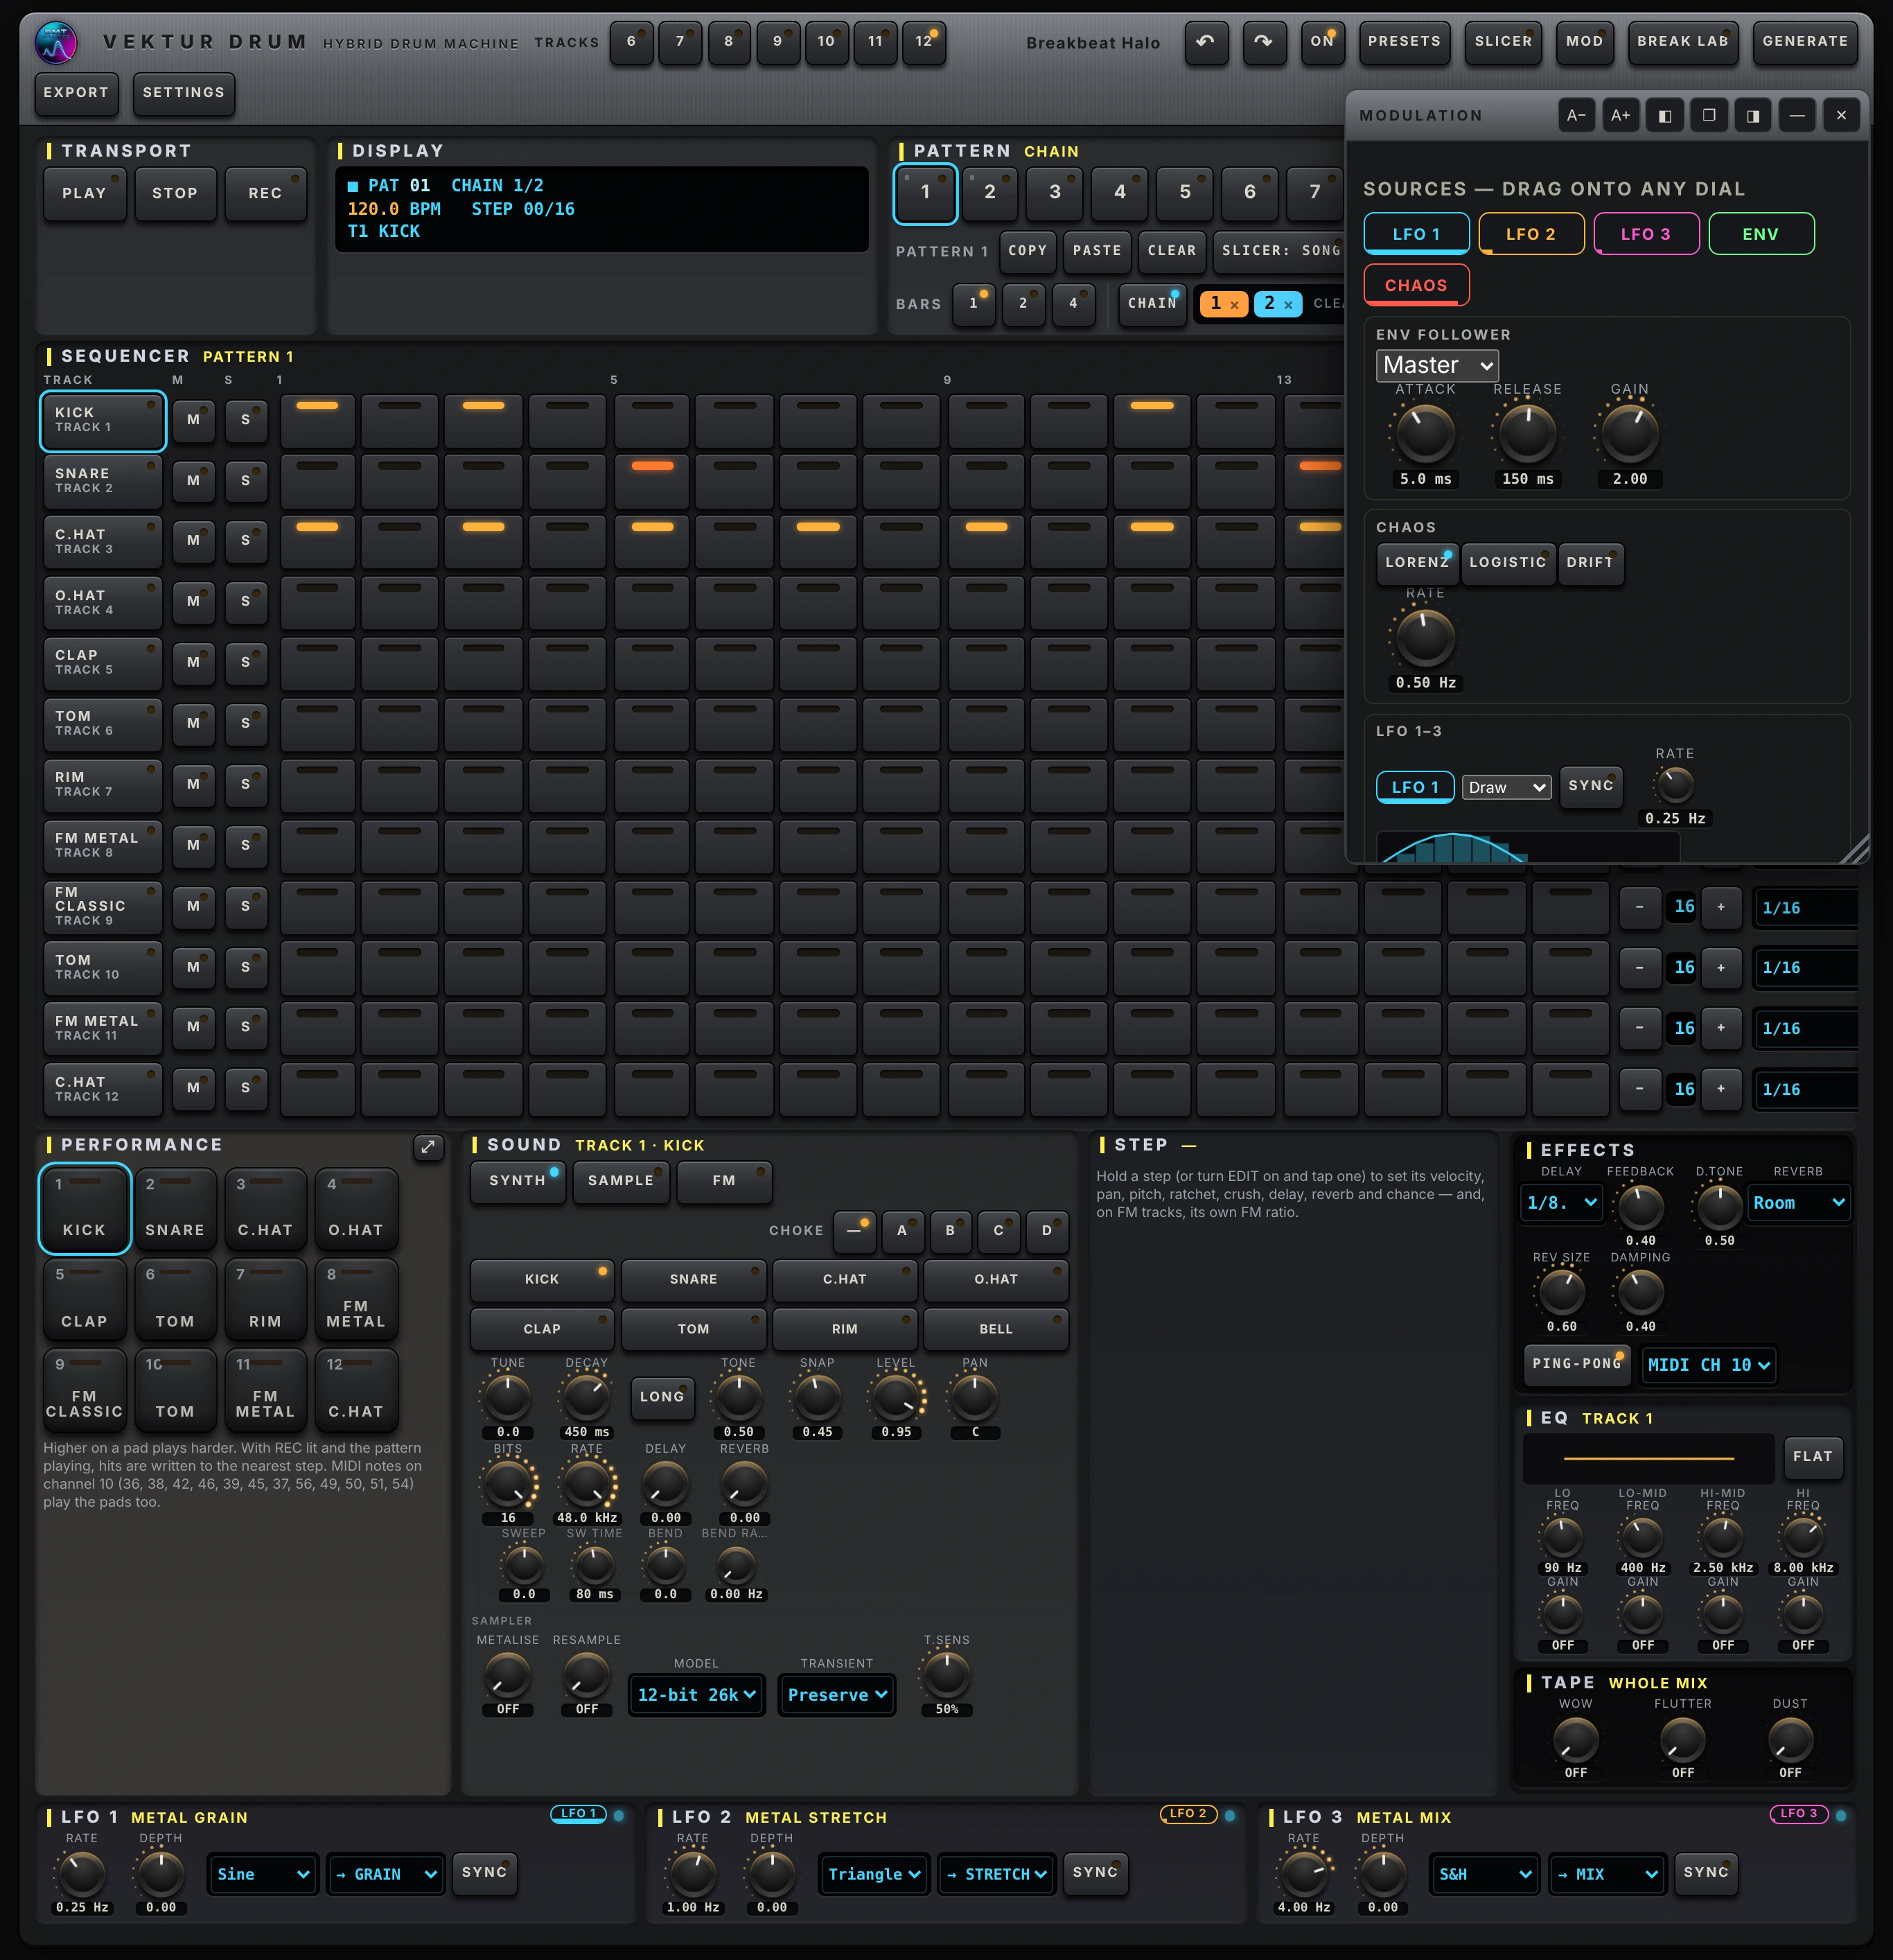 VEKTUR DRUM HYBRID DRUM MACHINE TRACKS 6 7 8 9 10 11 12 Breakbeat Halo ↶ ↷ ON PRESETS SLICER MOD BREAK LAB GENERATE
EXPORT SETTINGS
TRANSPORT
PLAY STOP REC
DISPLAY
■ PAT 01 CHAIN 1/2
120.0 BPM STEP 00/16
T1 KICK
PATTERN CHAIN
1 2 3 4 5 6 7
PATTERN 1 COPY PASTE CLEAR SLICER: SONG
BARS 1 2 4 CHAIN 1 × 2 ×
MODULATION A− A+ ◧ ❐ ◨ — ✕
SOURCES — DRAG ONTO ANY DIAL
LFO 1 LFO 2 LFO 3 ENV
CHAOS
ENV FOLLOWER
Master
ATTACK RELEASE GAIN
5.0 ms 150 ms 2.00
CHAOS
LORENZ LOGISTIC DRIFT
RATE
0.50 Hz
LFO 1–3
RATE
LFO 1 Draw SYNC
0.25 Hz
SEQUENCER PATTERN 1
TRACK M S 1 5 9 13
KICK M S
TRACK 1
SNARE M S
TRACK 2
C.HAT M S
TRACK 3
O.HAT M S
TRACK 4
CLAP M S
TRACK 5
TOM M S
TRACK 6
RIM M S
TRACK 7
FM METAL M S
TRACK 8
FM
CLASSIC M S − 16 + 1/16
TRACK 9
TOM M S − 16 + 1/16
TRACK 10
FM METAL M S − 16 + 1/16
TRACK 11
C.HAT M S − 16 + 1/16
TRACK 12
PERFORMANCE ⤢
1 2 3 4
KICK SNARE C.HAT O.HAT
5 6 7 8
CLAP TOM RIM FM METAL
9 10 11 12
FM CLASSIC TOM FM METAL C.HAT
Higher on a pad plays harder. With REC lit and the pattern
playing, hits are written to the nearest step. MIDI notes on
channel 10 (36, 38, 42, 46, 39, 45, 37, 56, 49, 50, 51, 54)
play the pads too.
SOUND TRACK 1 · KICK
SYNTH SAMPLE FM
CHOKE — A B C D
KICK SNARE C.HAT O.HAT
CLAP TOM RIM BELL
TUNE DECAY TONE SNAP LEVEL PAN
LONG
0.0 450 ms 0.50 0.45 0.95 C
BITS RATE DELAY REVERB
16 48.0 kHz 0.00 0.00
SWEEP SW TIME BEND BEND RA...
0.0 80 ms 0.0 0.00 Hz
SAMPLER
METALISE RESAMPLE T.SENS
MODEL TRANSIENT
12-bit 26k Preserve
OFF OFF 50%
STEP —
Hold a step (or turn EDIT on and tap one) to set its velocity,
pan, pitch, ratchet, crush, delay, reverb and chance — and,
on FM tracks, its own FM ratio.
EFFECTS
DELAY FEEDBACK D.TONE REVERB
1/8. Room
0.40 0.50
REV SIZE DAMPING
0.60 0.40
PING-PONG MIDI CH 10
EQ TRACK 1
FLAT
LO FREQ LO-MID FREQ HI-MID FREQ HI FREQ
90 Hz 400 Hz 2.50 kHz 8.00 kHz
GAIN GAIN GAIN GAIN
OFF OFF OFF OFF
TAPE WHOLE MIX
WOW FLUTTER DUST
OFF OFF OFF
LFO 1 METAL GRAIN LFO 1
RATE DEPTH
Sine → GRAIN SYNC
0.25 Hz 0.00
LFO 2 METAL STRETCH LFO 2
RATE DEPTH
Triangle → STRETCH SYNC
1.00 Hz 0.00
LFO 3 METAL MIX LFO 3
RATE DEPTH
S&H → MIX SYNC
4.00 Hz 0.00